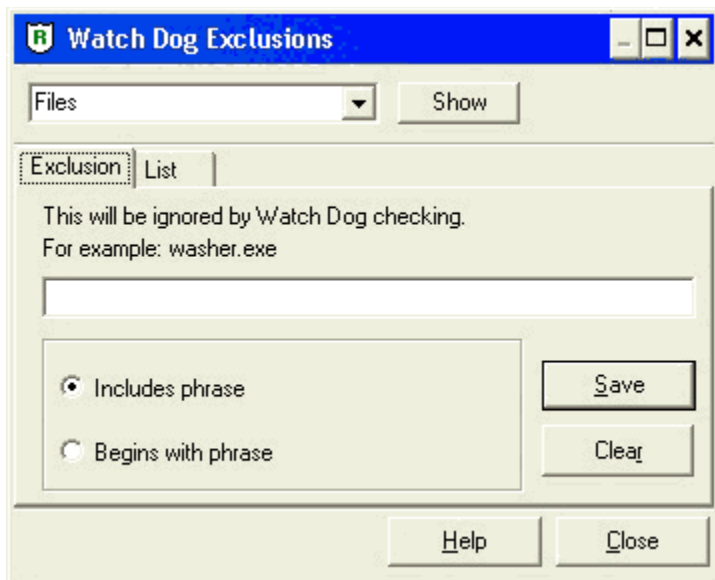 R Watch Dog Exclusions
Files Show
Exclusion List
This will be ignored by Watch Dog checking.
For example: washer.exe
Includes phrase
Save
Begins with phrase
Clear
Help Close